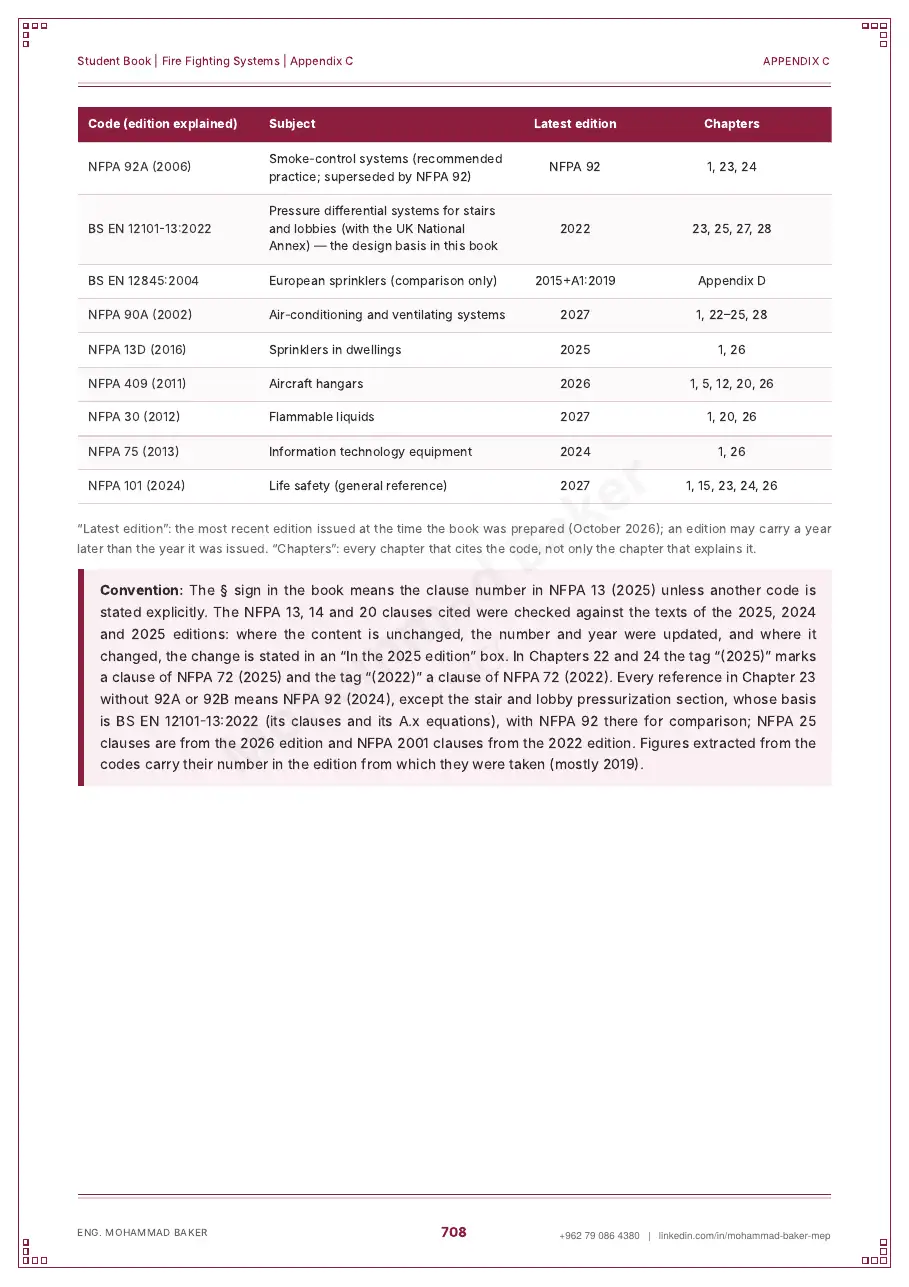 Student Book | Fire Fighting Systems | Appendix C
APPENDIX C
Code (edition explained) Subject Latest edition Chapters
NFPA 92A (2006) Smoke-control systems (recommended practice; superseded by NFPA 92) NFPA 92 1, 23, 24
BS EN 12101-13:2022 Pressure differential systems for stairs and lobbies (with the UK National Annex) — the design basis in this book 2022 23, 25, 27, 28
BS EN 12845:2004 European sprinklers (comparison only) 2015+A1:2019 Appendix D
NFPA 90A (2002) Air-conditioning and ventilating systems 2027 1, 22–25, 28
NFPA 13D (2016) Sprinklers in dwellings 2025 1, 26
NFPA 409 (2011) Aircraft hangars 2026 1, 5, 12, 20, 26
NFPA 30 (2012) Flammable liquids 2027 1, 20, 26
NFPA 75 (2013) Information technology equipment 2024 1, 26
NFPA 101 (2024) Life safety (general reference) 2027 1, 15, 23, 24, 26
“Latest edition”: the most recent edition issued at the time the book was prepared (October 2026); an edition may carry a year
later than the year it was issued. “Chapters”: every chapter that cites the code, not only the chapter that explains it.
Convention: The § sign in the book means the clause number in NFPA 13 (2025) unless another code is
stated explicitly. The NFPA 13, 14 and 20 clauses cited were checked against the texts of the 2025, 2024
and 2025 editions: where the content is unchanged, the number and year were updated, and where it
changed, the change is stated in an “In the 2025 edition” box. In Chapters 22 and 24 the tag “(2025)” marks
a clause of NFPA 72 (2025) and the tag “(2022)” a clause of NFPA 72 (2022). Every reference in Chapter 23
without 92A or 92B means NFPA 92 (2024), except the stair and lobby pressurization section, whose basis
is BS EN 12101-13:2022 (its clauses and its A.x equations), with NFPA 92 there for comparison; NFPA 25
clauses are from the 2026 edition and NFPA 2001 clauses from the 2022 edition. Figures extracted from the
codes carry their number in the edition from which they were taken (mostly 2019).
ENG. MOHAMMAD BAKER
708
+962 79 086 4380 | linkedin.com/in/mohammad-baker-mep